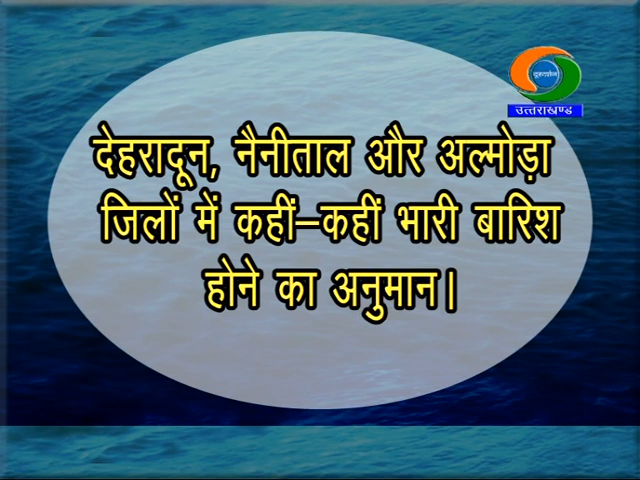 दूरदर्शन
उत्तराखण्ड
देहरादून, नैनीताल और अल्मोड़ा
जिलों में कहीं–कहीं भारी बारिश
होने का अनुमान।